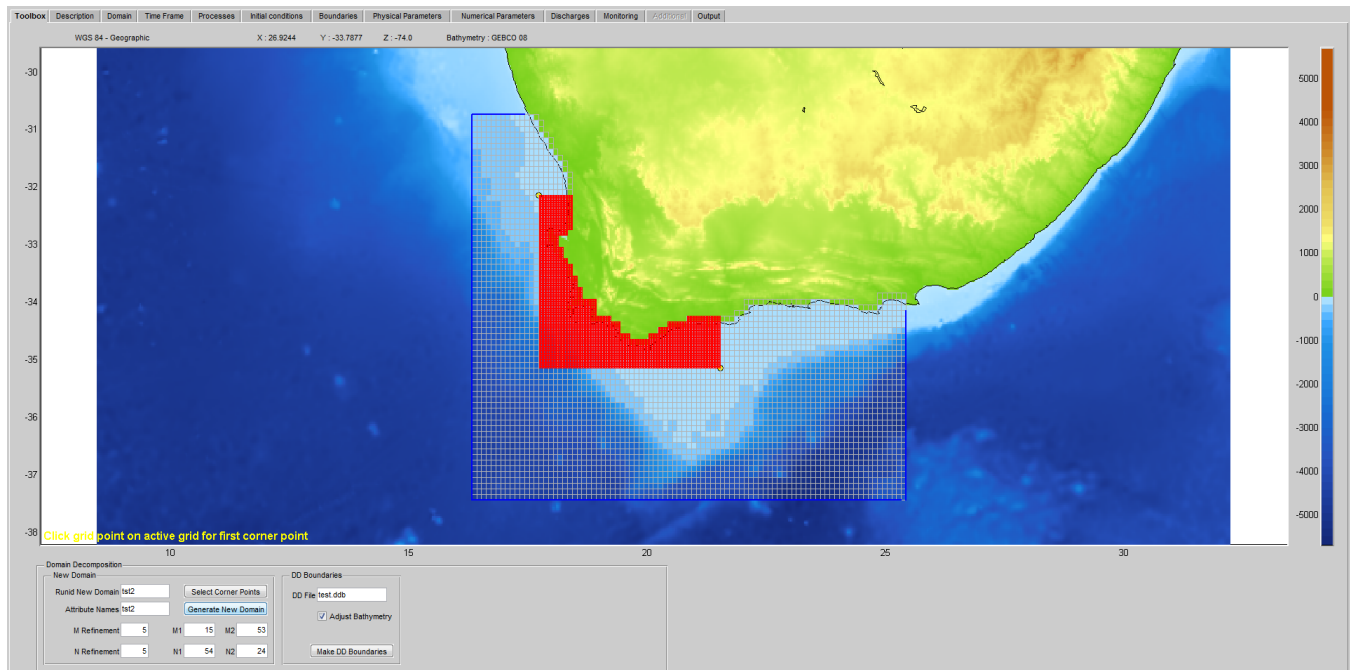 Toolbox Description Domain Time Frame Processes Initial conditions Boundaries Physical Parameters Numerical Parameters Discharges Monitoring Additional Output
WGS 84 - Geographic X : 26.9244 Y : -33.7877 Z : -74.0 Bathymetry : GEBCO 08
-30
-31
-32
-33
-34
-35
-36
-37
-38
5000
4000
3000
2000
1000
0
-1000
-2000
-3000
-4000
-5000
Click grid point on active grid for first corner point
10 15 20 25 30
Domain Decomposition
New Domain
Runid New Domain tst2 Select Corner Points
Attribute Names tst2 Generate New Domain
M Refinement 5 M1 15 M2 53
N Refinement 5 N1 54 N2 24
DD Boundaries
DD File test.ddb
Adjust Bathymetry
Make DD Boundaries